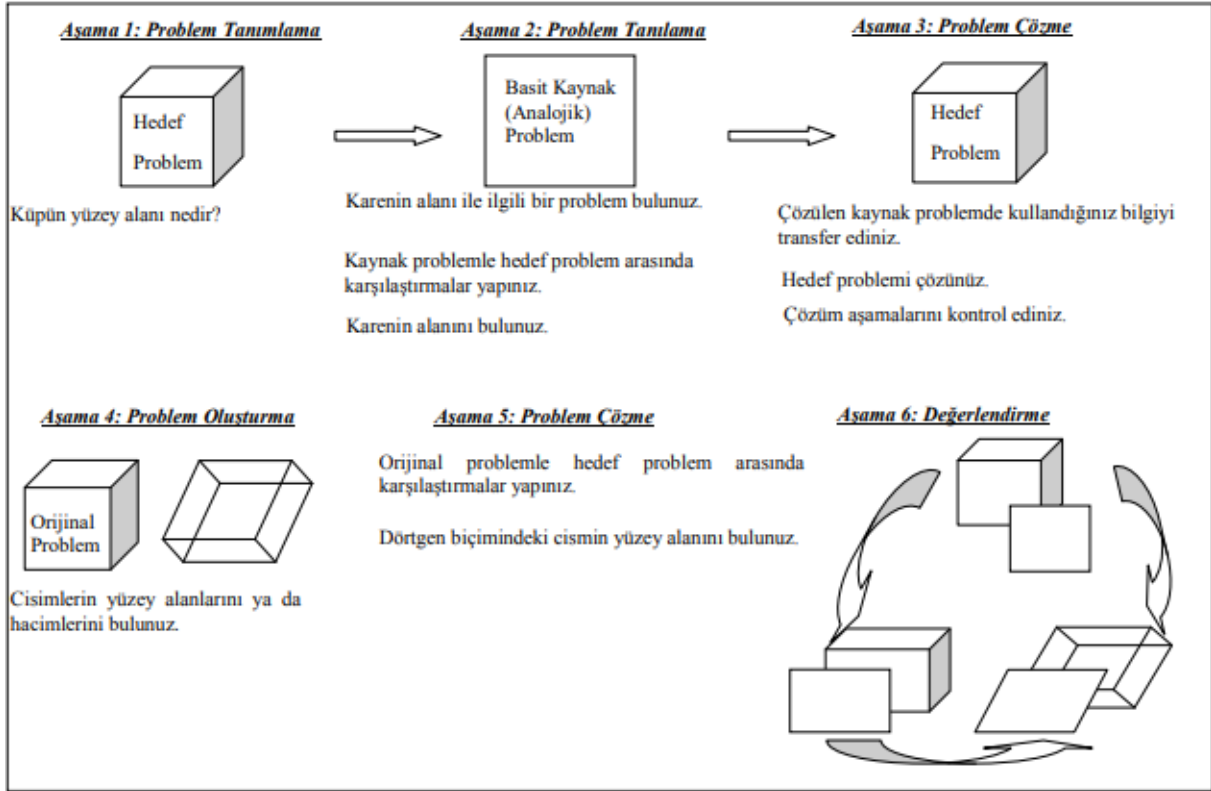 Aşama 1: Problem Tanımlama
Hedef
Problem
Küpün yüzey alanı nedir?
Aşama 2: Problem Tanılama
Basit Kaynak
(Analojik)
Problem
Karenin alanı ile ilgili bir problem bulunuz.
Kaynak problemle hedef problem arasında
karşılaştırmalar yapınız.
Karenin alanını bulunuz.
Aşama 3: Problem Çözme
Hedef
Problem
Çözülen kaynak problemde kullandığınız bilgiyi
transfer ediniz.
Hedef problemi çözünüz.
Çözüm aşamalarını kontrol ediniz.
Aşama 4: Problem Oluşturma
Orijinal
Problem
Cisimlerin yüzey alanlarını ya da
hacimlerini bulunuz.
Aşama 5: Problem Çözme
Orijinal problemle hedef problem arasında
karşılaştırmalar yapınız.
Dörtgen biçimindeki cismin yüzey alanını bulunuz.
Aşama 6: Değerlendirme